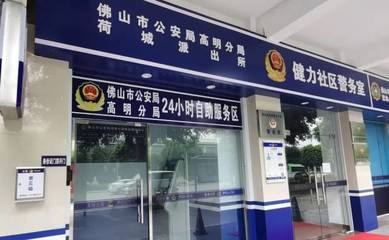 佛山市公安局高明分局
荷城派出所
健力社区警务室
佛山市公安局
高明分局
24小时自助服务区